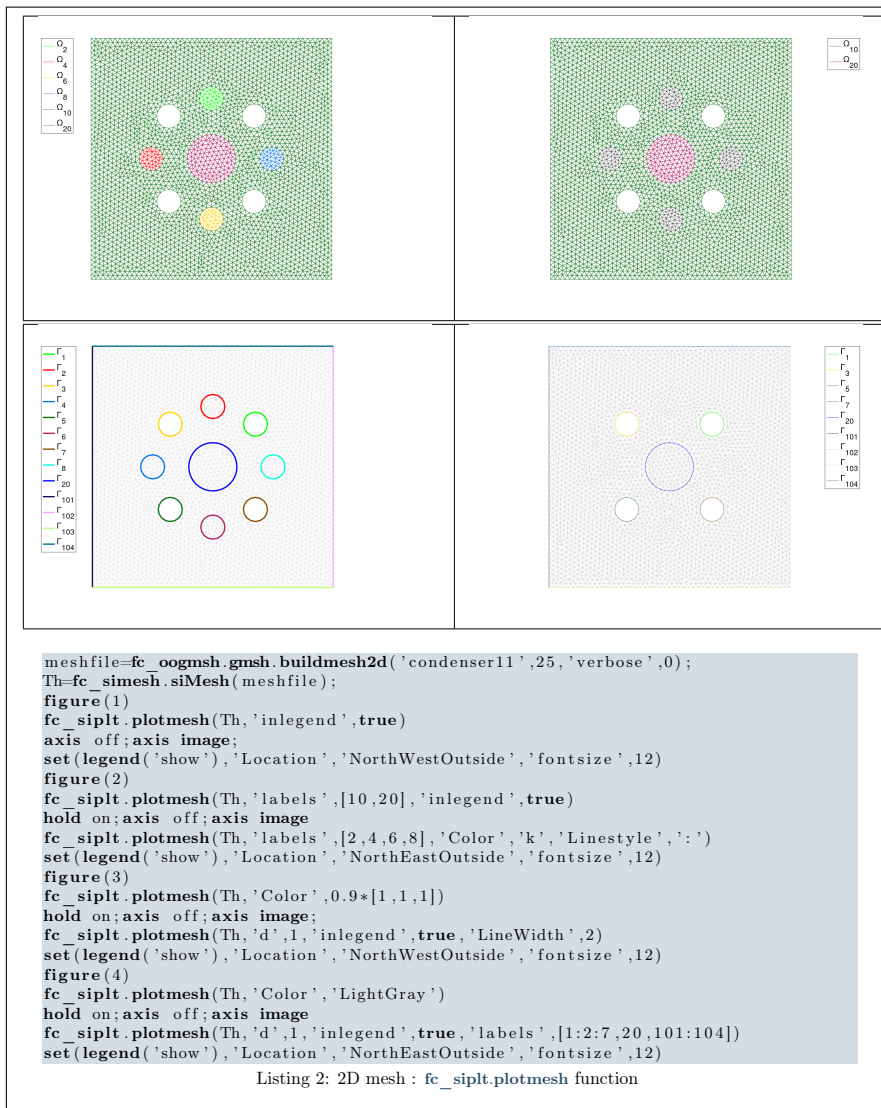 Ω2
Ω4
Ω6
Ω8
Ω10
Ω20
Ω10
Ω20
Γ1
Γ2
Γ3
Γ4
Γ5
Γ6
Γ7
Γ8
Γ20
Γ101
Γ102
Γ103
Γ104
Γ1
Γ3
Γ5
Γ7
Γ20
Γ101
Γ102
Γ103
Γ104
meshfile=fc_oogmsh.gmsh.buildmesh2d('condenser11',25,'verbose',0);
Th=fc_simesh.siMesh(meshfile);
figure(1)
fc_siplt.plotmesh(Th,'inlegend',true)
axis off;axis image;
set(legend('show'),'Location','NorthWestOutside','fontsize',12)
figure(2)
fc_siplt.plotmesh(Th,'labels',[10,20],'inlegend',true)
hold on;axis off;axis image
fc_siplt.plotmesh(Th,'labels',[2,4,6,8],'Color','k','Linestyle',':')
set(legend('show'),'Location','NorthEastOutside','fontsize',12)
figure(3)
fc_siplt.plotmesh(Th,'Color',0.9*[1,1,1])
hold on;axis off;axis image;
fc_siplt.plotmesh(Th,'d',1,'inlegend',true,'LineWidth',2)
set(legend('show'),'Location','NorthWestOutside','fontsize',12)
figure(4)
fc_siplt.plotmesh(Th,'Color','LightGray')
hold on;axis off;axis image
fc_siplt.plotmesh(Th,'d',1,'inlegend',true,'labels',[1:2:7,20,101:104])
set(legend('show'),'Location','NorthEastOutside','fontsize',12)
Listing 2: 2D mesh : fc_siplt.plotmesh function